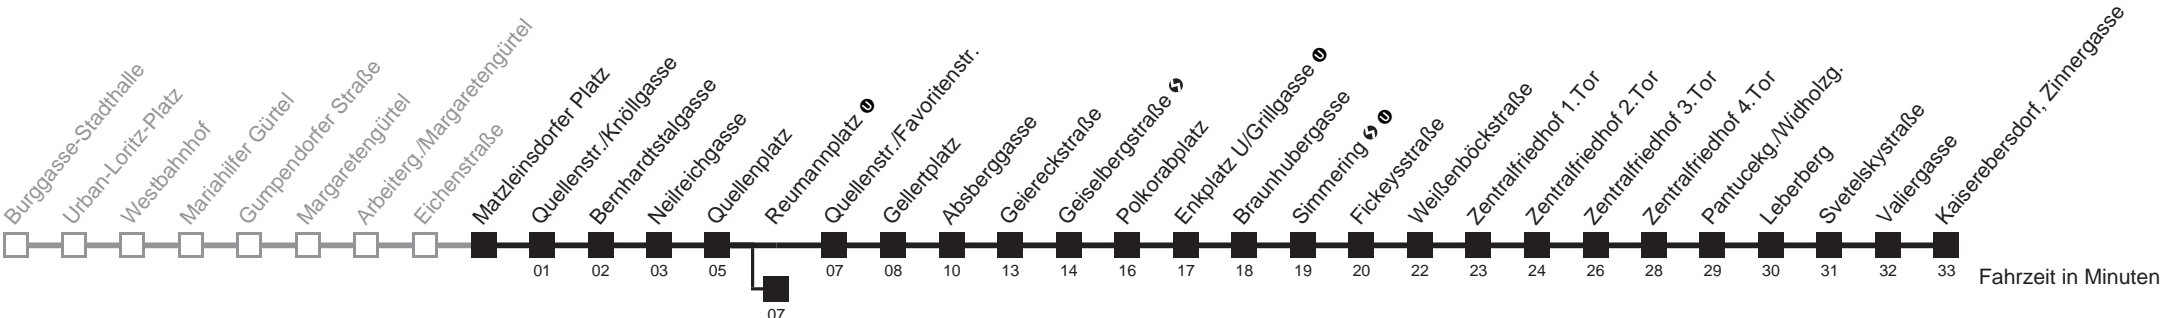 Burggasse-Stadthalle
Urban-Loritz-Platz
Westbahnhof
Mariahilfer Gürtel
Gumpendorfer Straße
Margaretengürtel
Arbeiterg./Margaretengürtel
Eichenstraße
Matzleinsdorfer Platz
Quellenstr./Knöllgasse
Bernhardtstalgasse
Neilreichgasse
Quellenplatz
Reumannplatz U
Quellenstr./Favoritenstr.
Gellertplatz
Absberggasse
Geiereckstraße
Geiselbergstraße S
Polkorabplatz
Enkplatz U/Grillgasse U
Braunhubergasse
Simmering S U
Fickeysstraße
Weißenböckstraße
Zentralfriedhof 1.Tor
Zentralfriedhof 2.Tor
Zentralfriedhof 3.Tor
Zentralfriedhof 4.Tor
Pantucekg./Widholzg.
Leberberg
Svetelskystraße
Valiergasse
Kaiserebersdorf, Zinnergasse
01 02 03 05 07 08 10 13 14 16 17 18 19 20 22 23 24 26 28 29 30 31 32 33
Fahrzeit in Minuten
07